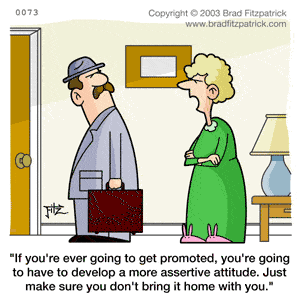 0073
Copyright © 2003 Brad Fitzpatrick
www.bradfitzpatrick.com
FITZ
"If you're ever going to get promoted, you're going
to have to develop a more assertive attitude. Just
make sure you don't bring it home with you."